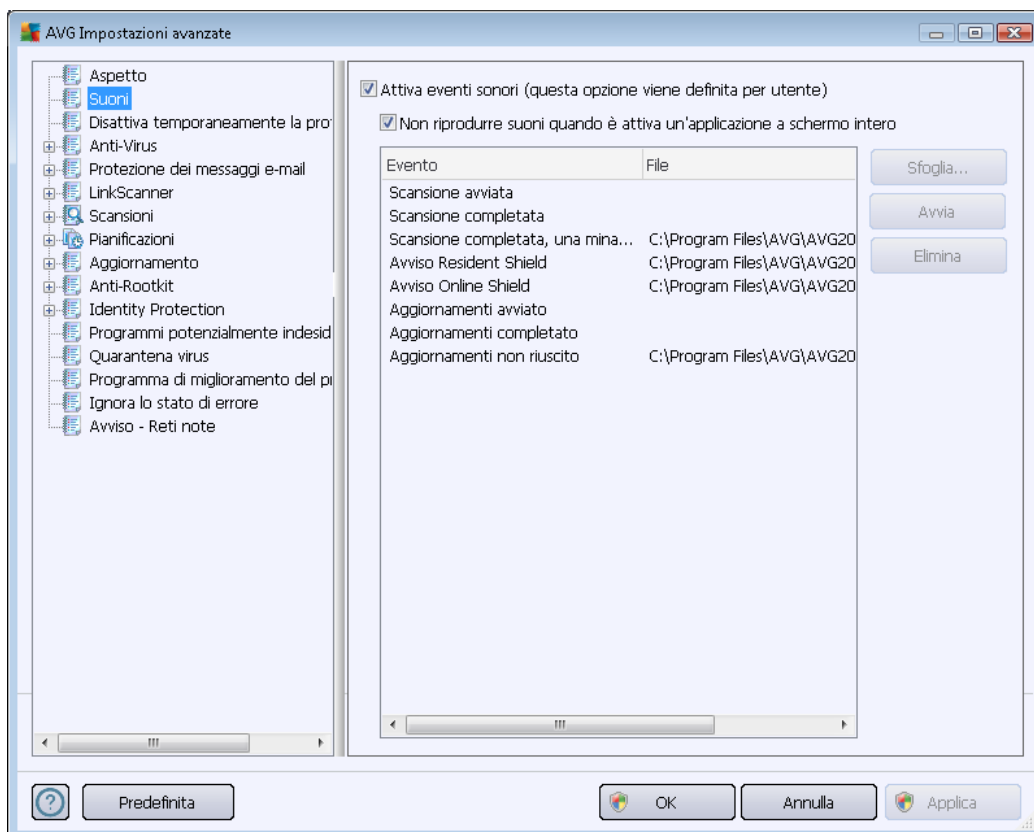 AVG Impostazioni avanzate
Aspetto
Suoni
Disattiva temporaneamente la pro
Anti-Virus
Protezione dei messaggi e-mail
LinkScanner
Scansioni
Pianificazioni
Aggiornamento
Anti-Rootkit
Identity Protection
Programmi potenzialmente indesid
Quarantena virus
Programma di miglioramento del pr
Ignora lo stato di errore
Avviso - Reti note
Attiva eventi sonori (questa opzione viene definita per utente)
Non riprodurre suoni quando è attiva un'applicazione a schermo intero
Evento File
Scansione avviata
Scansione completata
Scansione completata, una mina... C:\Program Files\AVG\AVG20
Avviso Resident Shield C:\Program Files\AVG\AVG20
Avviso Online Shield C:\Program Files\AVG\AVG20
Aggiornamenti avviato
Aggiornamenti completato
Aggiornamenti non riuscito C:\Program Files\AVG\AVG20
Sfoglia...
Avvia
Elimina
? Predefinita OK Annulla Applica